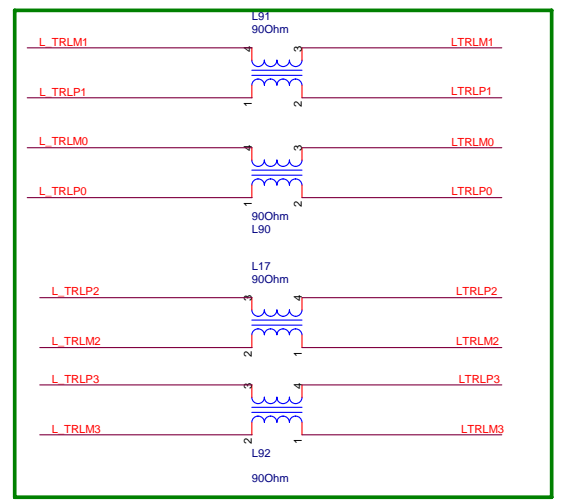 L91
90Ohm
L_TRLM1 4 3 LTRLM1
L_TRLP1 1 2 LTRLP1
L_TRLM0 4 3 LTRLM0
L_TRLP0 1 2 LTRLP0
90Ohm
L90
L17
90Ohm
L_TRLP2 3 4 LTRLP2
L_TRLM2 2 1 LTRLM2
L_TRLP3 3 4 LTRLP3
L_TRLM3 2 1 LTRLM3
L92
90Ohm